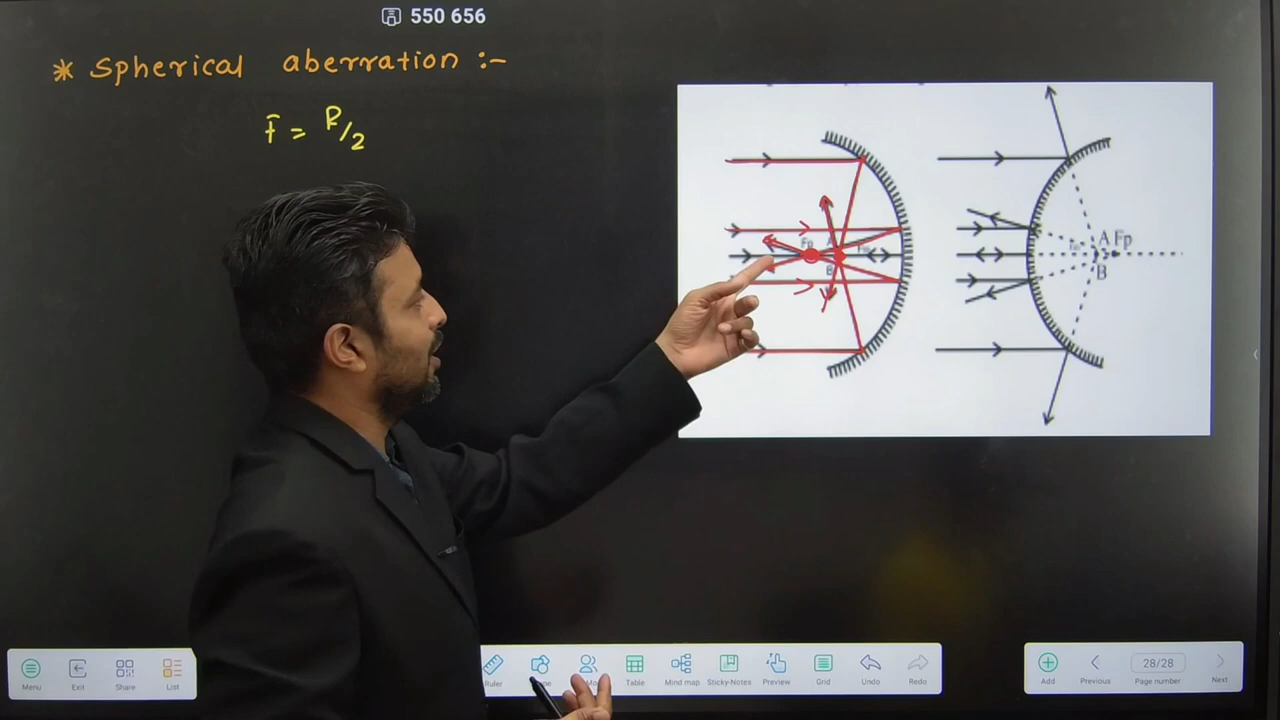 550 656
* Spherical aberration :-
F = R/2
Fp
A
B
A Fp
B
Menu
Exit
Share
List
Ruler
Table
Mind map
Sticky-Notes
Preview
Grid
Undo
Redo
Add
Previous
28/28
Page number
Next